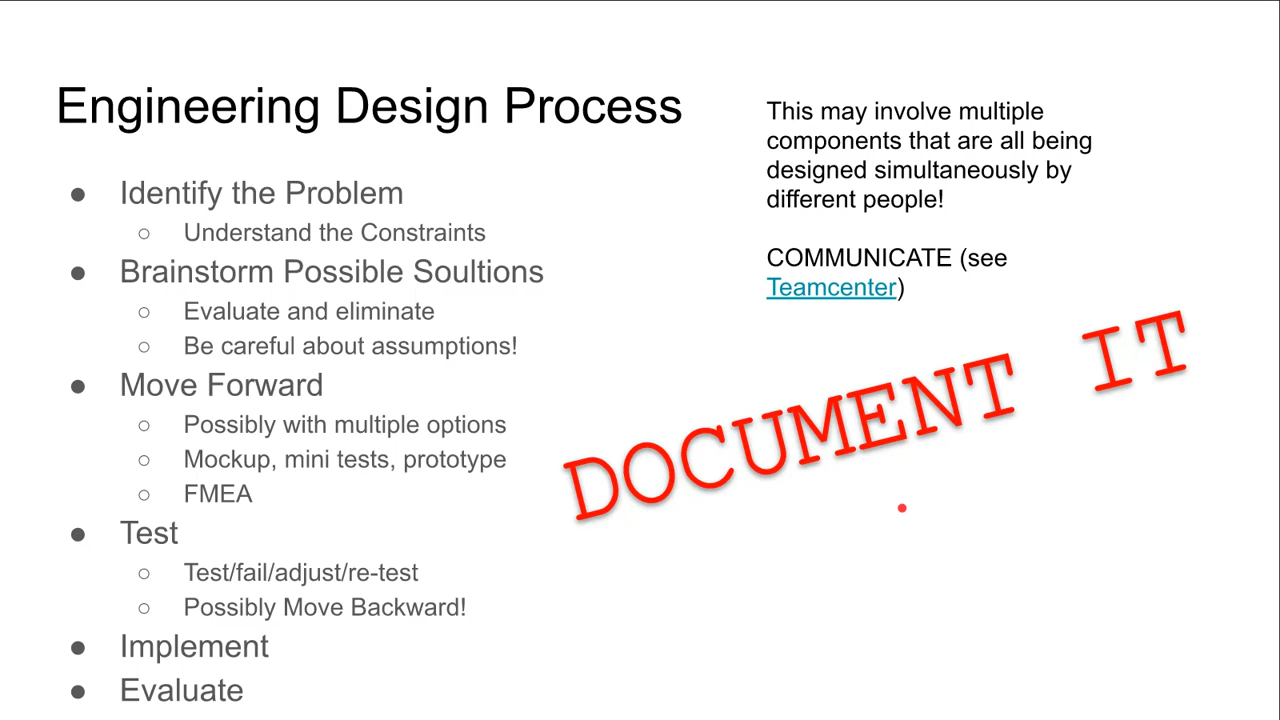 Engineering Design Process
● Identify the Problem
○ Understand the Constraints
● Brainstorm Possible Soultions
○ Evaluate and eliminate
○ Be careful about assumptions!
● Move Forward
○ Possibly with multiple options
○ Mockup, mini tests, prototype
○ FMEA
● Test
○ Test/fail/adjust/re-test
○ Possibly Move Backward!
● Implement
● Evaluate
This may involve multiple
components that are all being
designed simultaneously by
different people!
COMMUNICATE (see
Teamcenter)
DOCUMENT IT